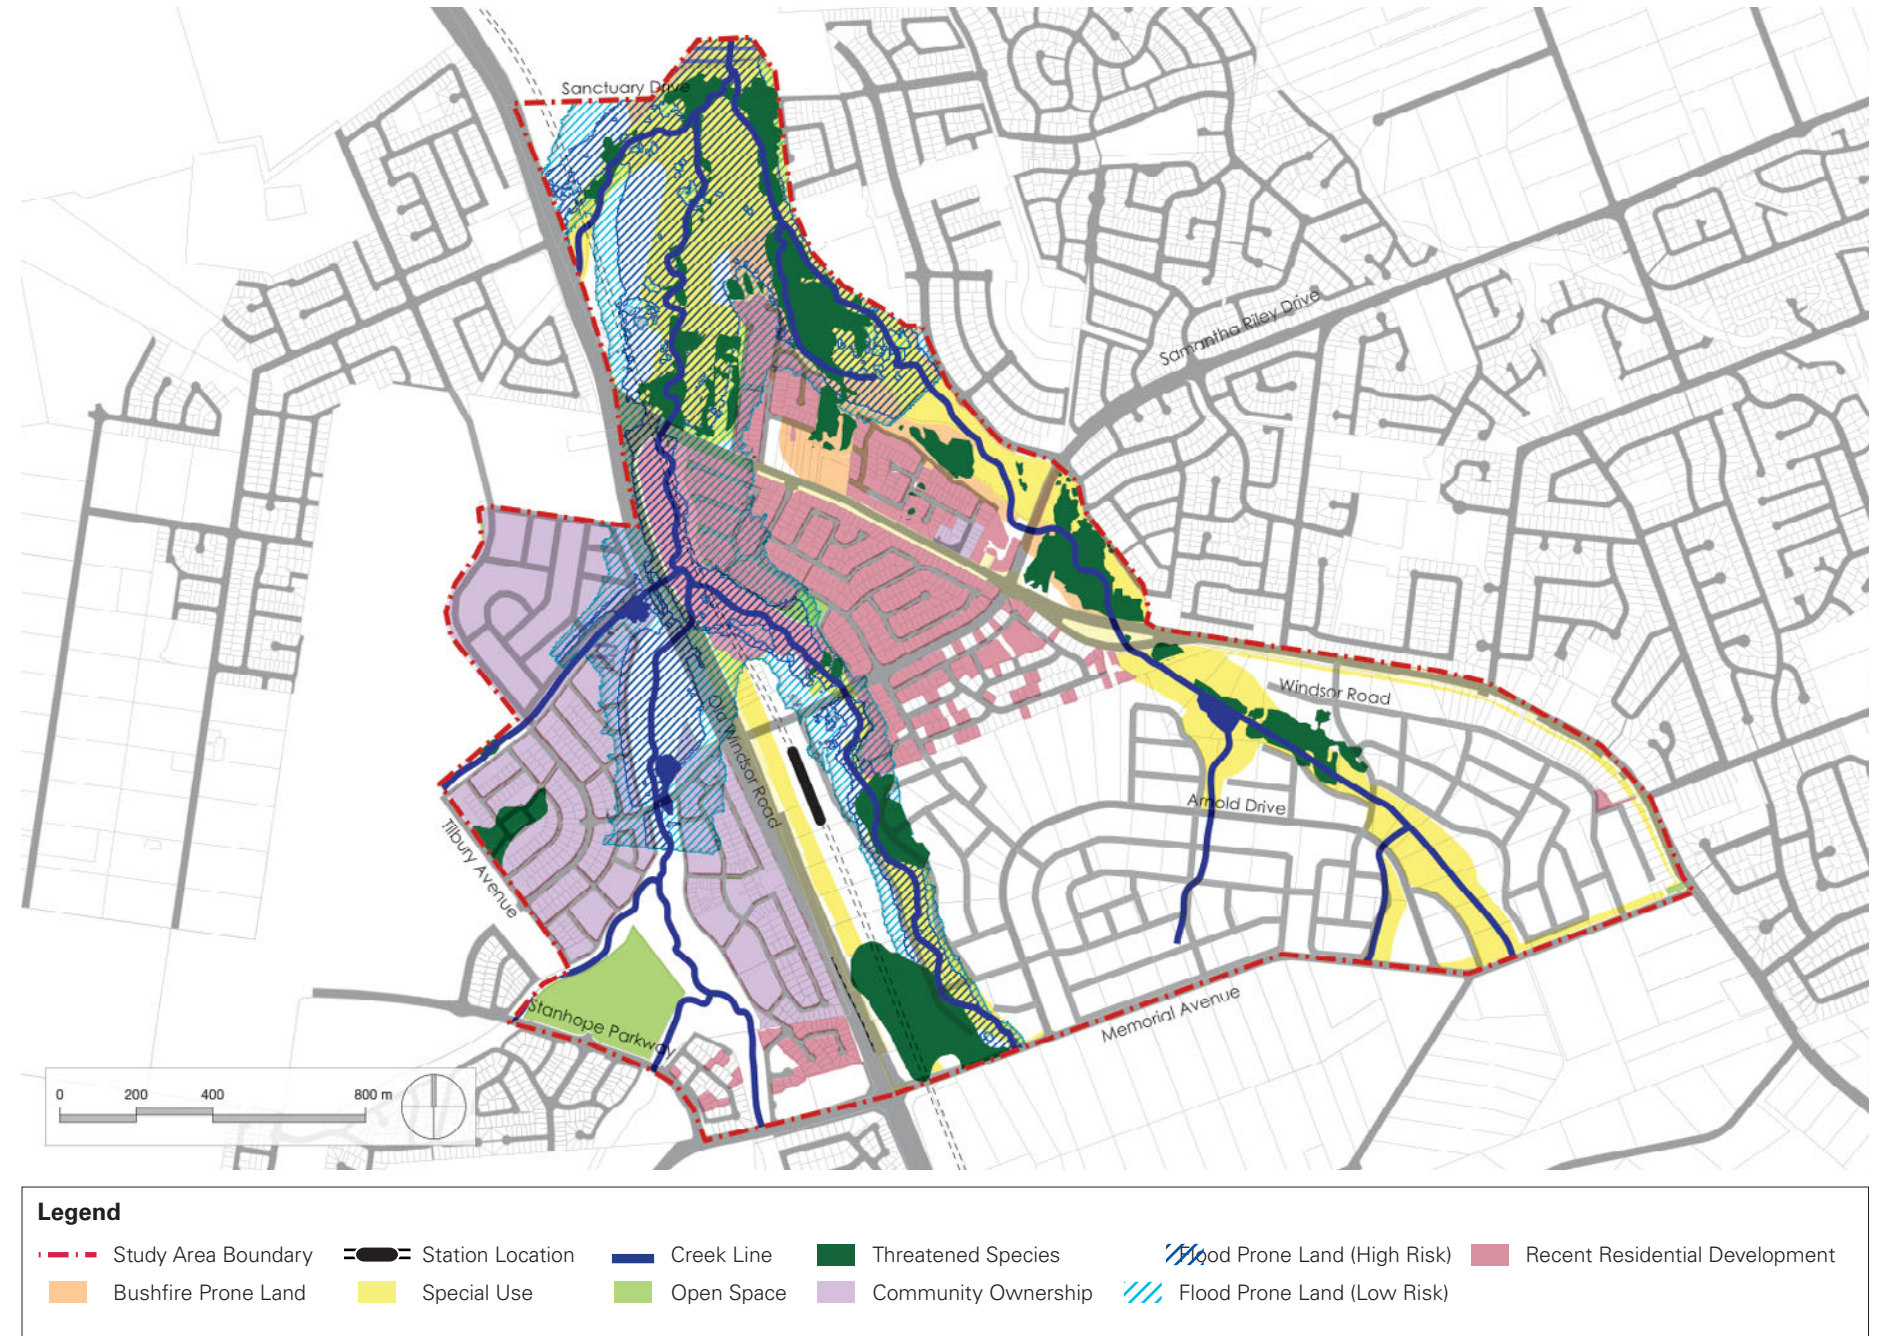 Sanctuary Drive
Samantha Riley Drive
Windsor Road
Old Windsor Road
Arnold Drive
Tilbury Avenue
Stanhope Parkway
Memorial Avenue
0 200 400 800 m
Legend
Study Area Boundary
Station Location
Creek Line
Threatened Species
Flood Prone Land (High Risk)
Recent Residential Development
Bushfire Prone Land
Special Use
Open Space
Community Ownership
Flood Prone Land (Low Risk)